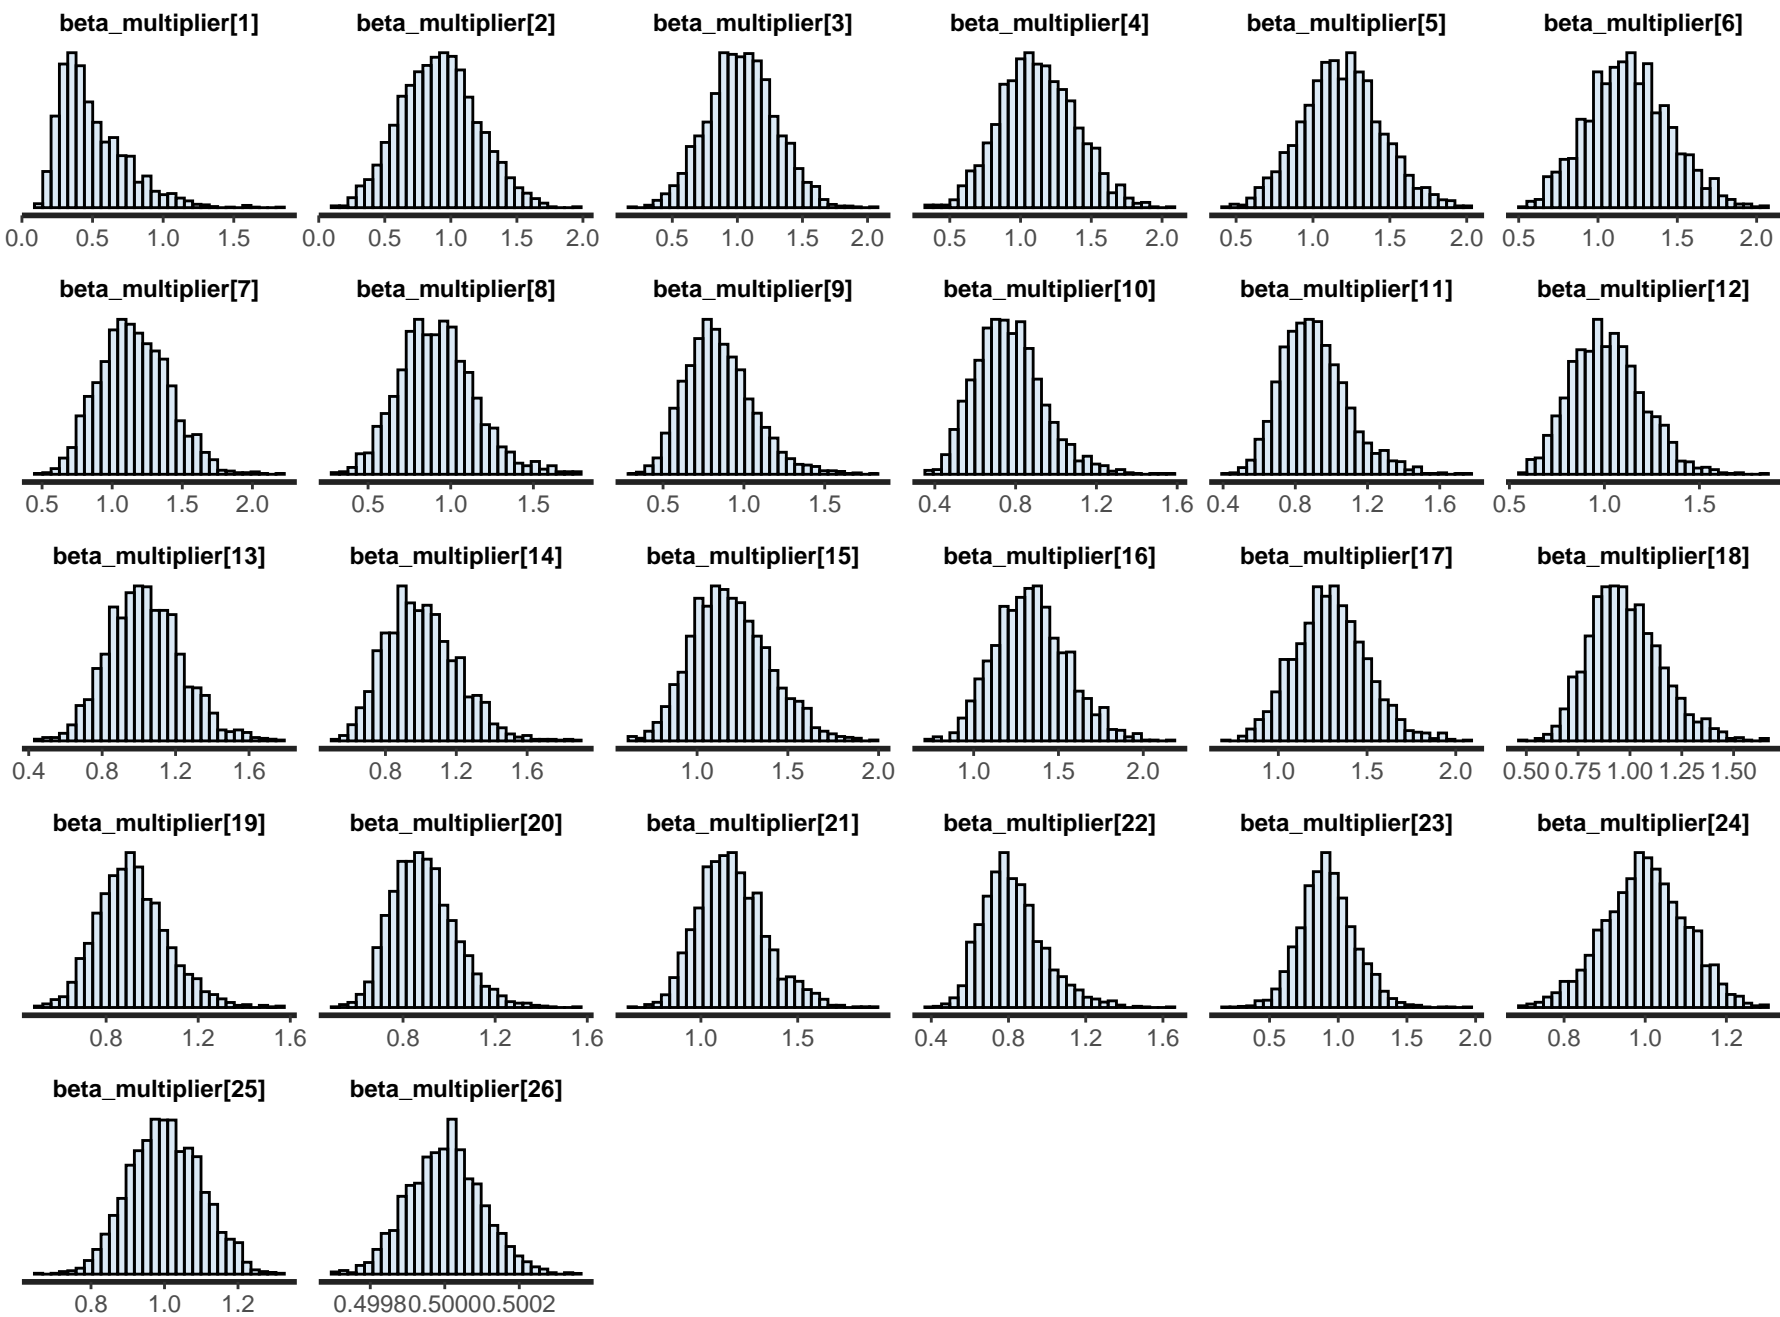 beta_multiplier[1] beta_multiplier[2] beta_multiplier[3] beta_multiplier[4] beta_multiplier[5] beta_multiplier[6]
0.0 0.5 1.0 1.5 0.0 0.5 1.0 1.5 2.0 0.5 1.0 1.5 2.0 0.5 1.0 1.5 2.0 0.5 1.0 1.5 2.0 0.5 1.0 1.5 2.0
beta_multiplier[7] beta_multiplier[8] beta_multiplier[9] beta_multiplier[10] beta_multiplier[11] beta_multiplier[12]
0.5 1.0 1.5 2.0 0.5 1.0 1.5 0.5 1.0 1.5 0.4 0.8 1.2 1.6 0.4 0.8 1.2 1.6 0.5 1.0 1.5
beta_multiplier[13] beta_multiplier[14] beta_multiplier[15] beta_multiplier[16] beta_multiplier[17] beta_multiplier[18]
0.4 0.8 1.2 1.6 0.8 1.2 1.6 1.0 1.5 2.0 1.0 1.5 2.0 1.0 1.5 2.0 0.50 0.75 1.00 1.25 1.50
beta_multiplier[19] beta_multiplier[20] beta_multiplier[21] beta_multiplier[22] beta_multiplier[23] beta_multiplier[24]
0.8 1.2 1.6 0.8 1.2 1.6 1.0 1.5 0.4 0.8 1.2 1.6 0.5 1.0 1.5 2.0 0.8 1.0 1.2
beta_multiplier[25] beta_multiplier[26]
0.8 1.0 1.2 0.4998 0.5000 0.5002